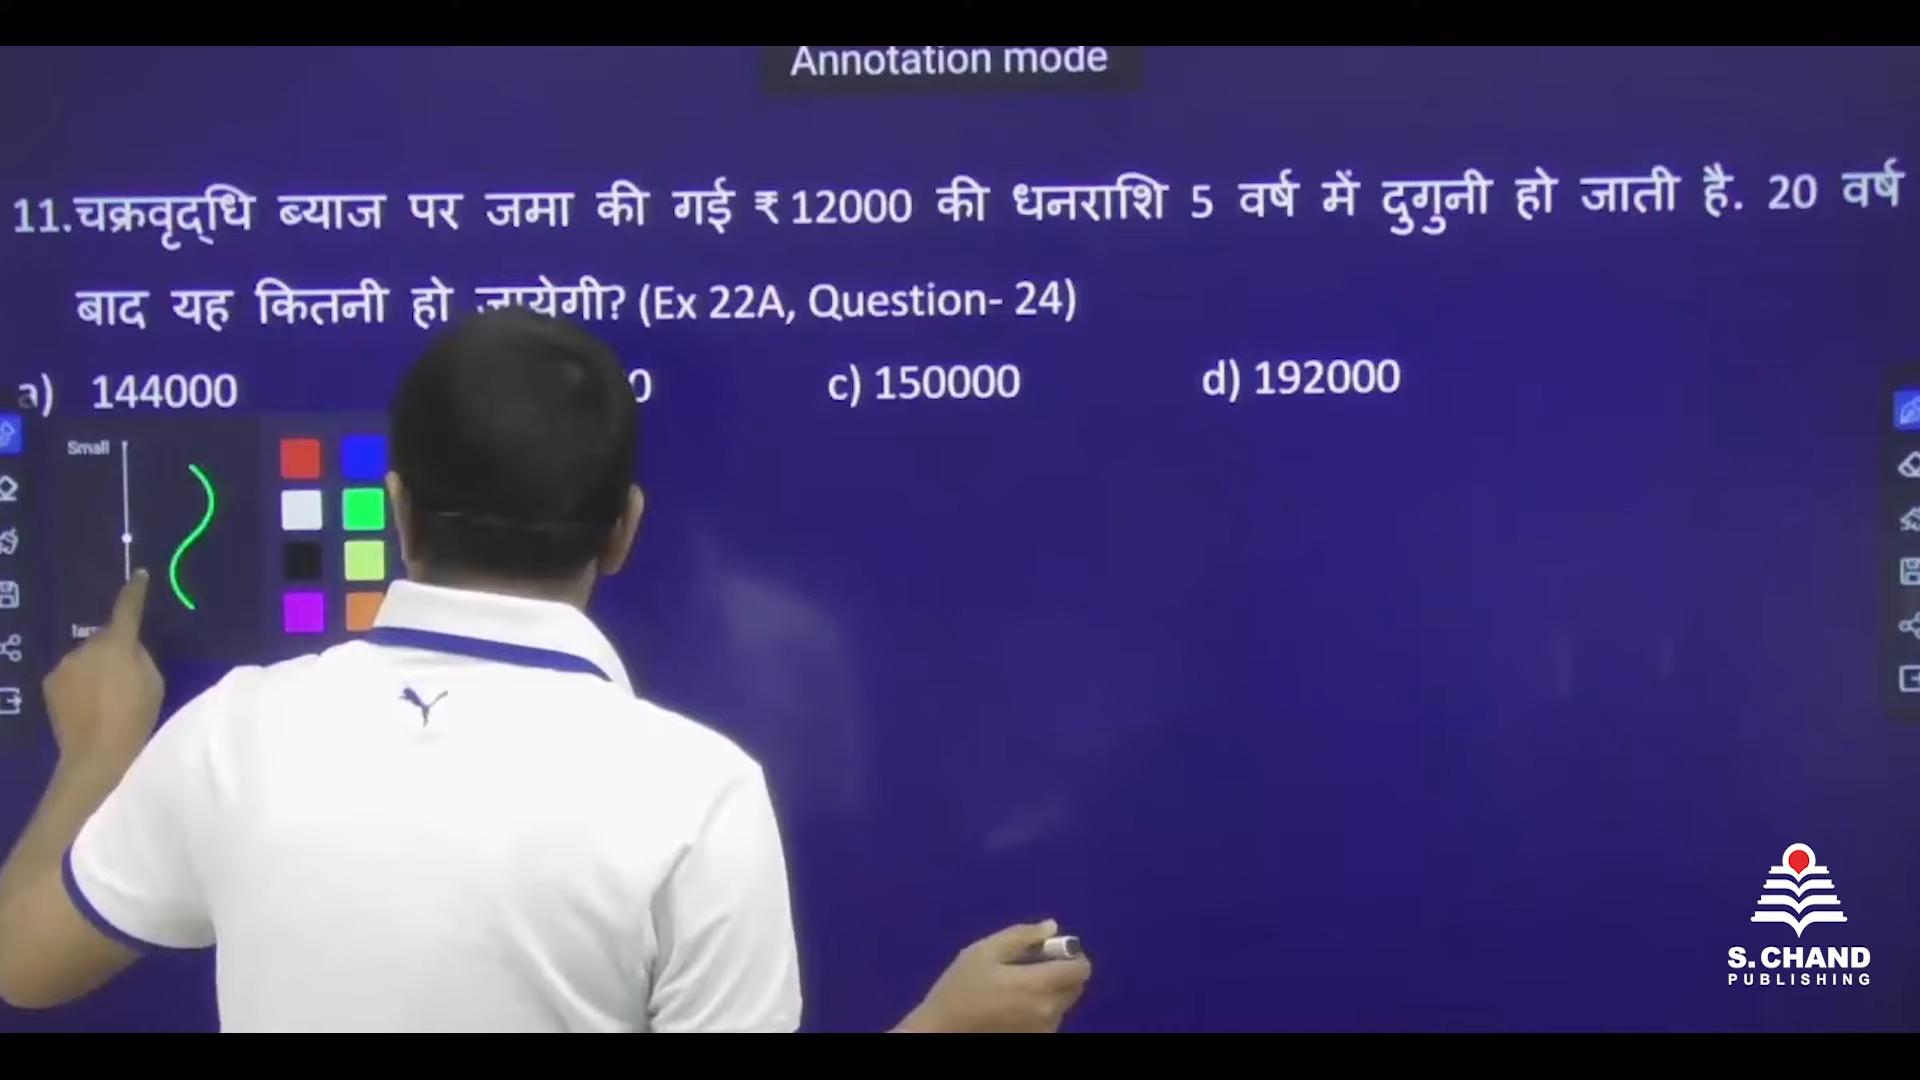 Annotation mode
11.चक्रवृद्धि ब्याज पर जमा की गई ₹ 12000 की धनराशि 5 वर्ष में दुगुनी हो जाती है. 20 वर्ष
बाद यह कितनी हो जायेगी? (Ex 22A, Question- 24)
a) 144000 c) 150000 d) 192000
Small
S. CHAND
PUBLISHING